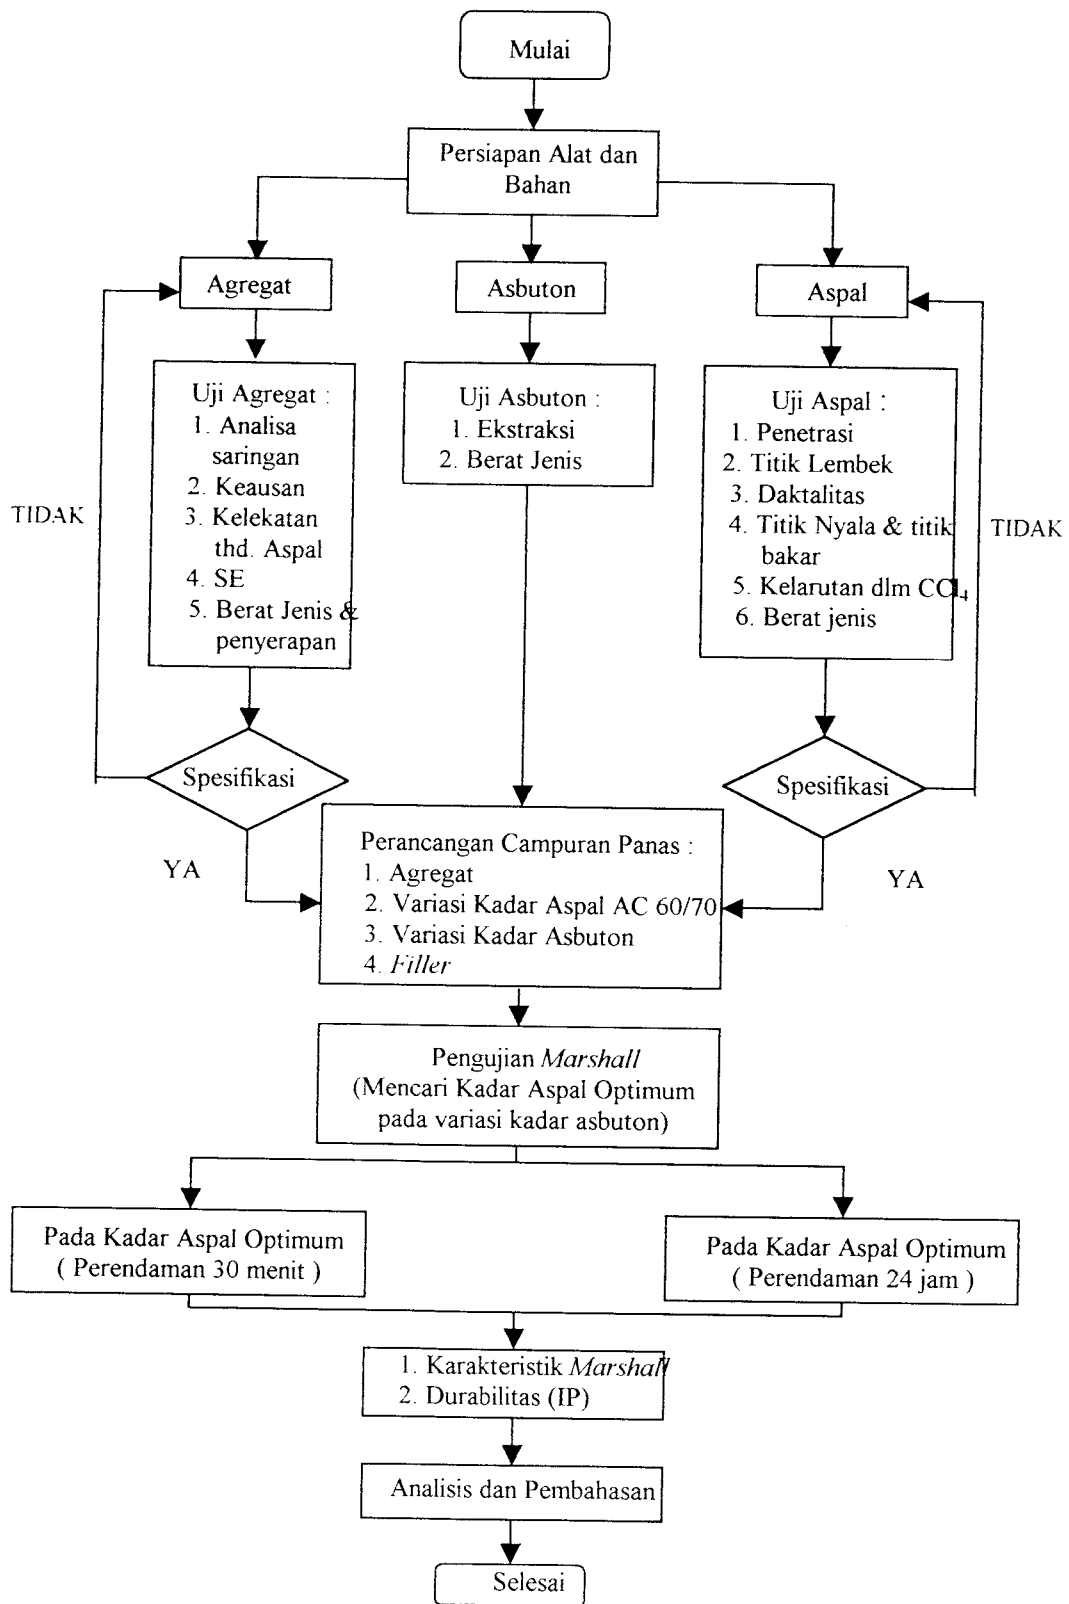 Mulai
Persiapan Alat dan
Bahan
Agregat
Asbuton
Aspal
Uji Agregat :
1. Analisa
saringan
2. Keausan
3. Kelekatan
thd. Aspal
4. SE
5. Berat Jenis &
penyerapan
Uji Asbuton :
1. Ekstraksi
2. Berat Jenis
Uji Aspal :
1. Penetrasi
2. Titik Lembek
3. Daktalitas
4. Titik Nyala & titik
bakar
5. Kelarutan dlm CCL4
6. Berat jenis
TIDAK
TIDAK
Spesifikasi
Spesifikasi
YA
YA
Perancangan Campuran Panas :
1. Agregat
2. Variasi Kadar Aspal AC 60/70
3. Variasi Kadar Asbuton
4. Filler
Pengujian Marshall
(Mencari Kadar Aspal Optimum
pada variasi kadar asbuton)
Pada Kadar Aspal Optimum
( Perendaman 30 menit )
Pada Kadar Aspal Optimum
( Perendaman 24 jam )
1. Karakteristik Marshall
2. Durabilitas (IP)
Analisis dan Pembahasan
Selesai